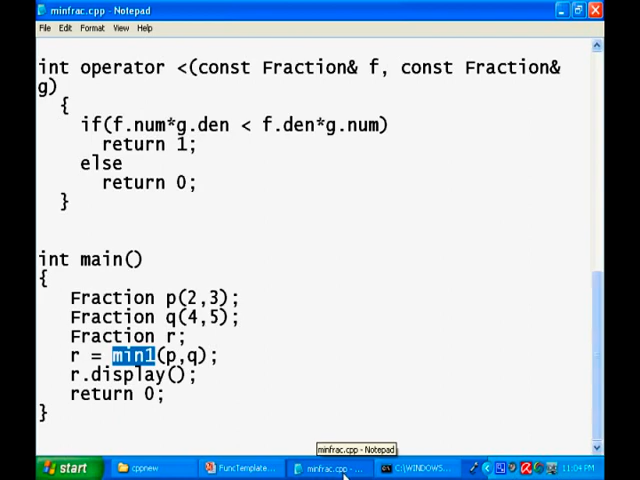 minfrac.cpp - Notepad
File Edit Format View Help
int operator <(const Fraction& f, const Fraction&
g)
{
if(f.num*g.den < f.den*g.num)
return 1;
else
return 0;
}
int main()
{
Fraction p(2,3);
Fraction q(4,5);
Fraction r;
r = min1(p,q);
r.display();
return 0;
}
minfrac.cpp - Notepad
start cppnew FuncTemplate... minfrac.cpp - ... C:\WINDOWS... 11:04 PM